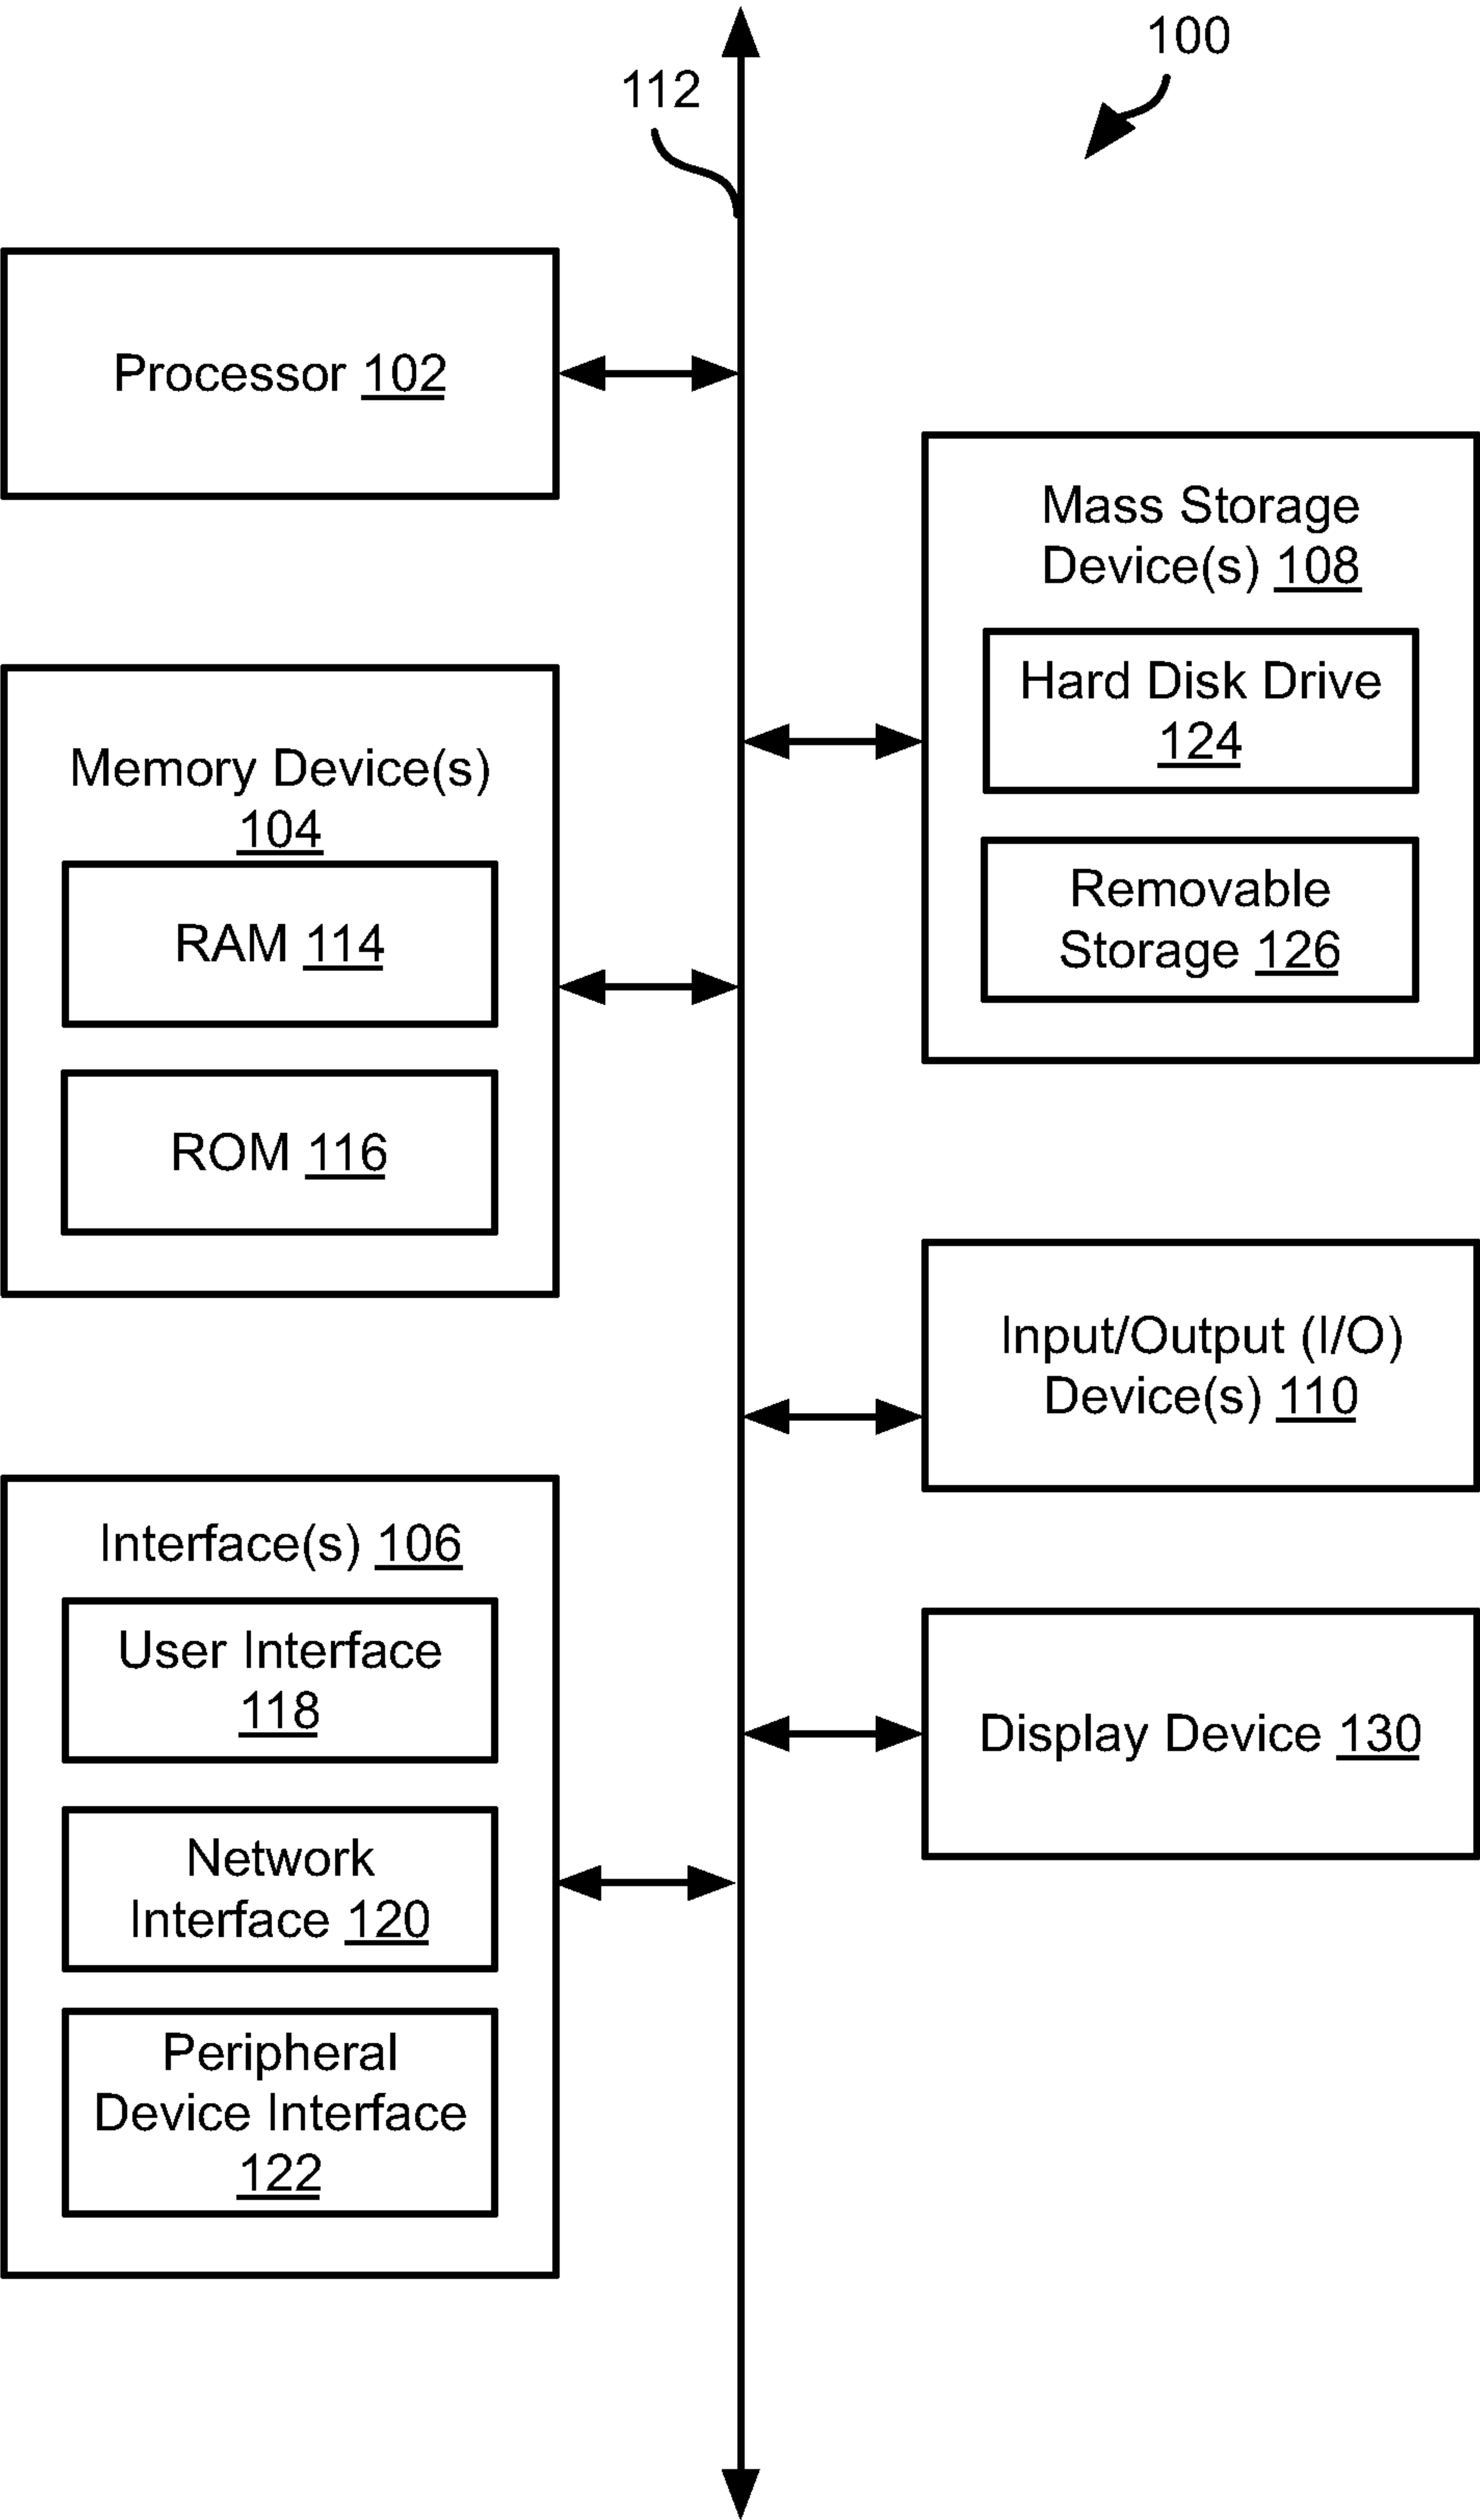 100
112
Processor 102
Mass Storage
Device(s) 108
Hard Disk Drive
124
Removable
Storage 126
Memory Device(s)
104
RAM 114
ROM 116
Input/Output (I/O)
Device(s) 110
Interface(s) 106
User Interface
118
Network
Interface 120
Peripheral
Device Interface
122
Display Device 130